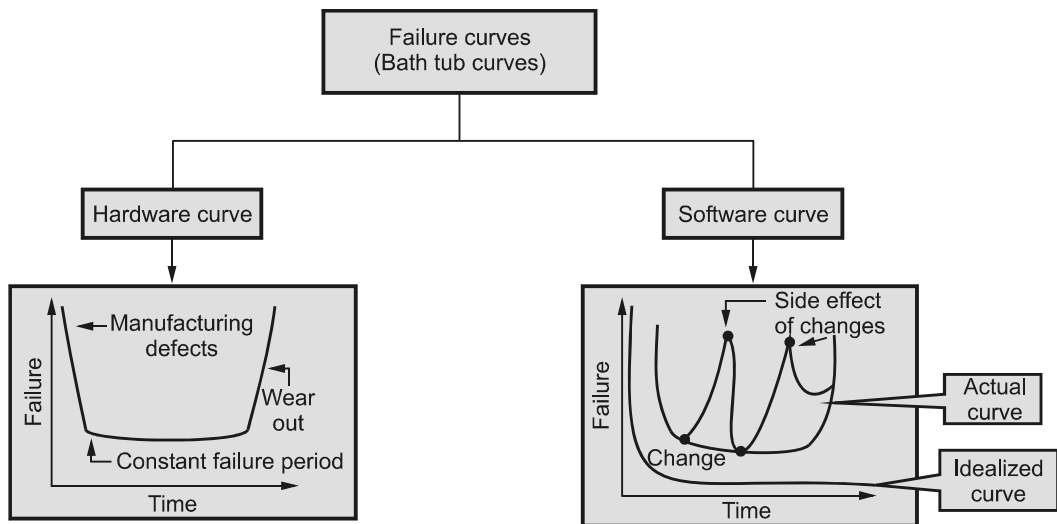 Failure curves
(Bath tub curves)
Hardware curve
Software curve
Manufacturing
defects
Wear
out
Constant failure period
Failure
Time
Side effect
of changes
Change
Failure
Time
Actual
curve
Idealized
curve